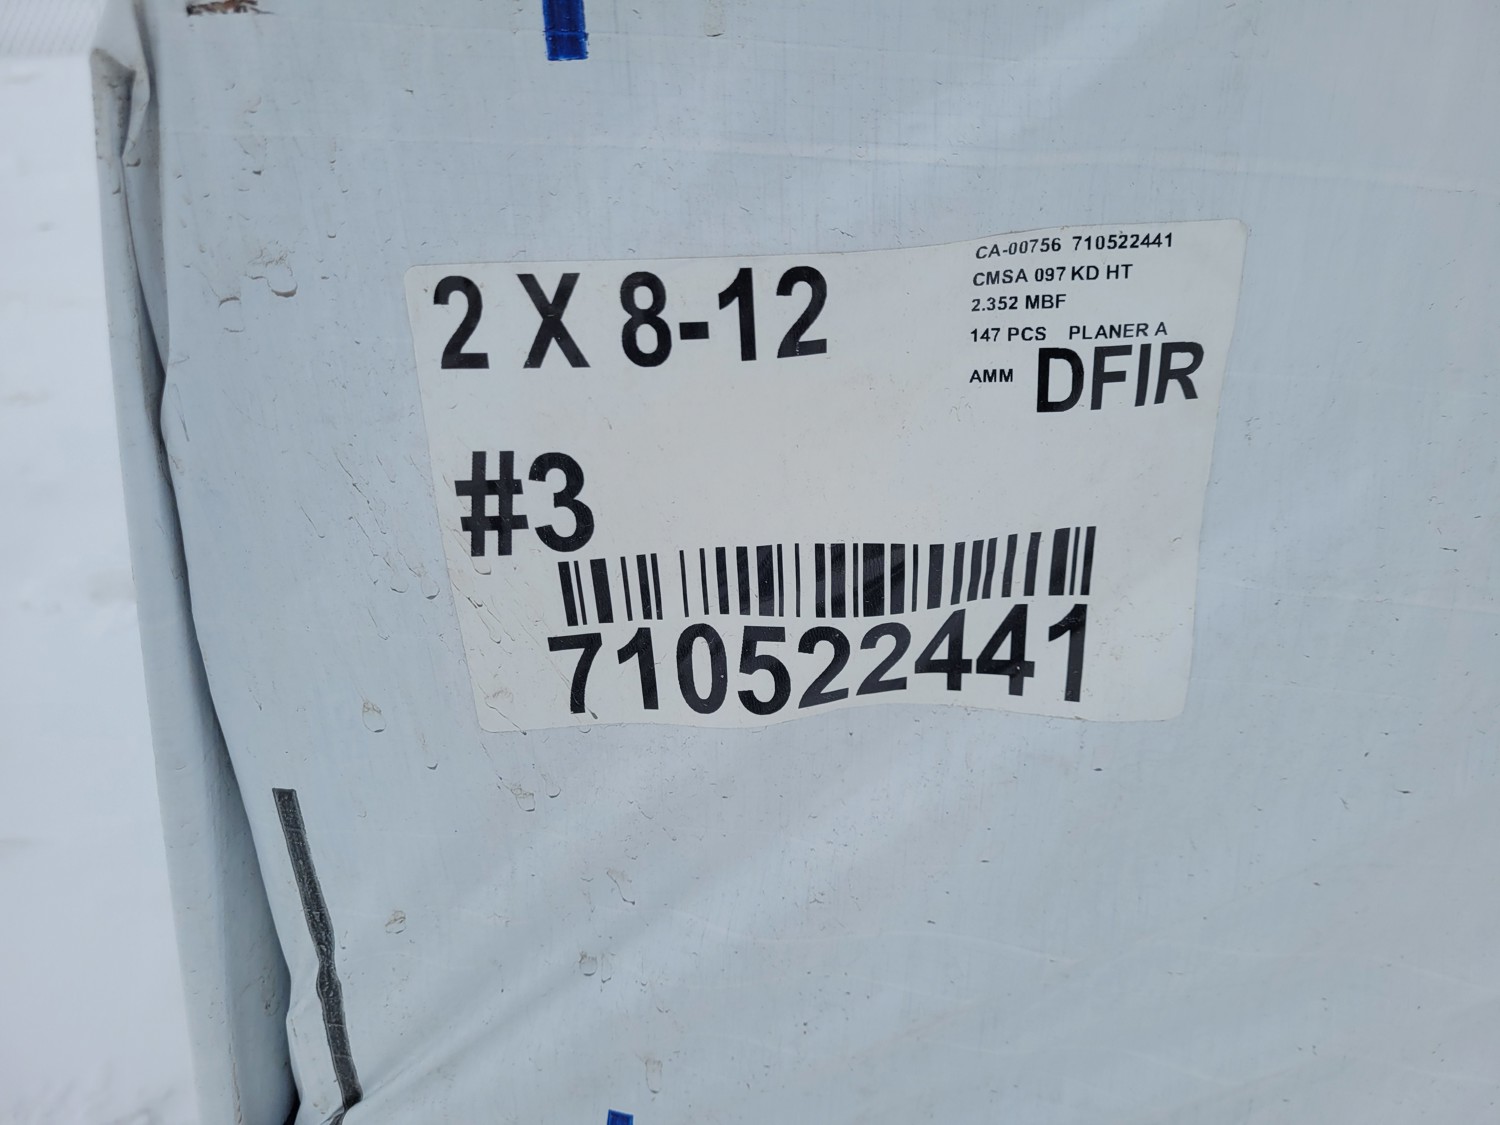 2 X 8-12
CA-00756 710522441
CMSA 097 KD HT
2.352 MBF
147 PCS PLANER A
AMM DFIR
#3
710522441